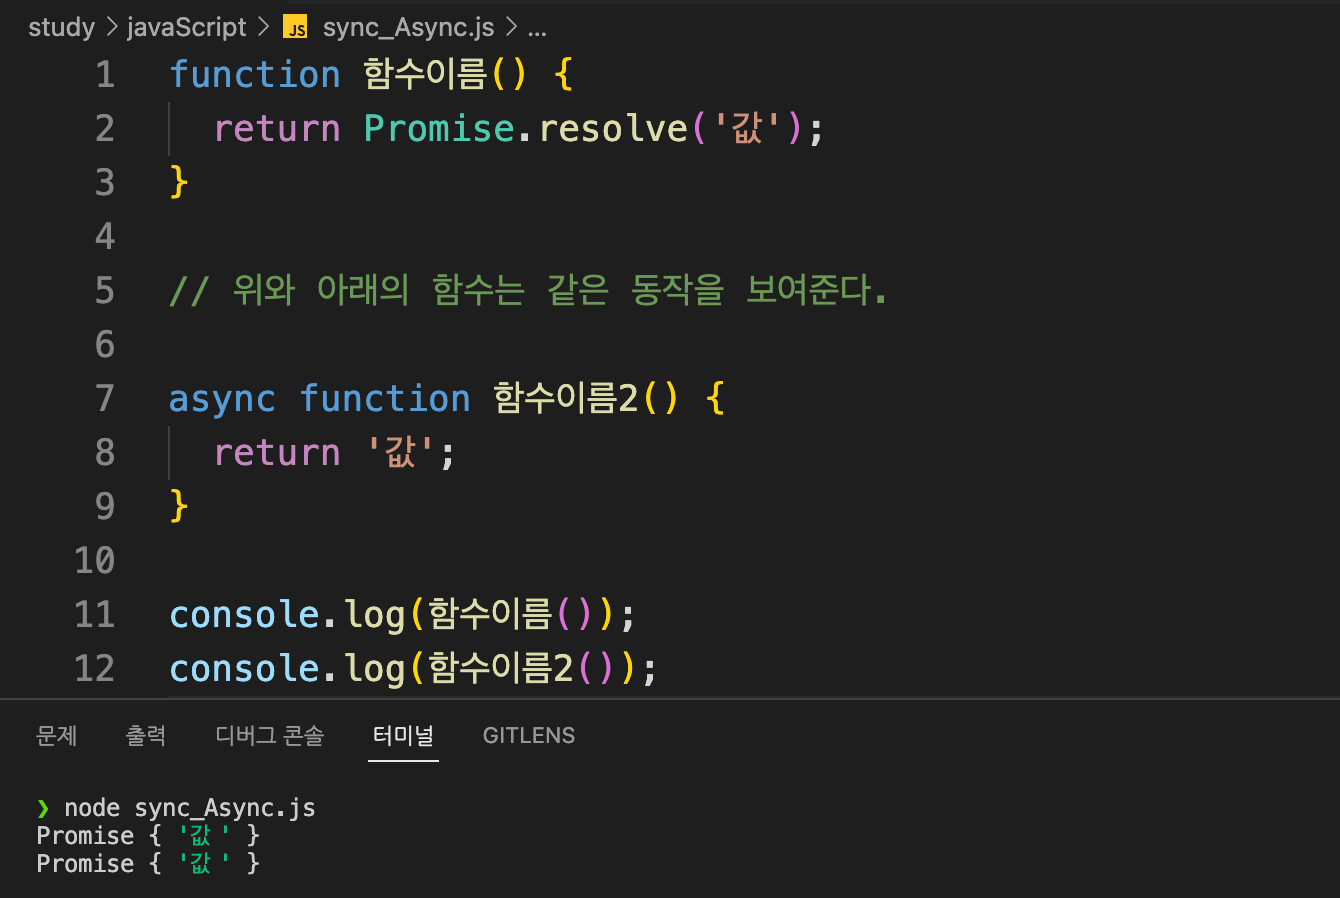 study > javaScript > JS sync_Async.js > ...
1 function 함수이름() {
2 return Promise.resolve('값');
3 }
4
5 // 위와 아래의 함수는 같은 동작을 보여준다.
6
7 async function 함수이름2() {
8 return '값';
9 }
10
11 console.log(함수이름());
12 console.log(함수이름2());
문제 출력 디버그 콘솔 터미널 GITLENS
❯ node sync_Async.js
Promise { '값' }
Promise { '값' }